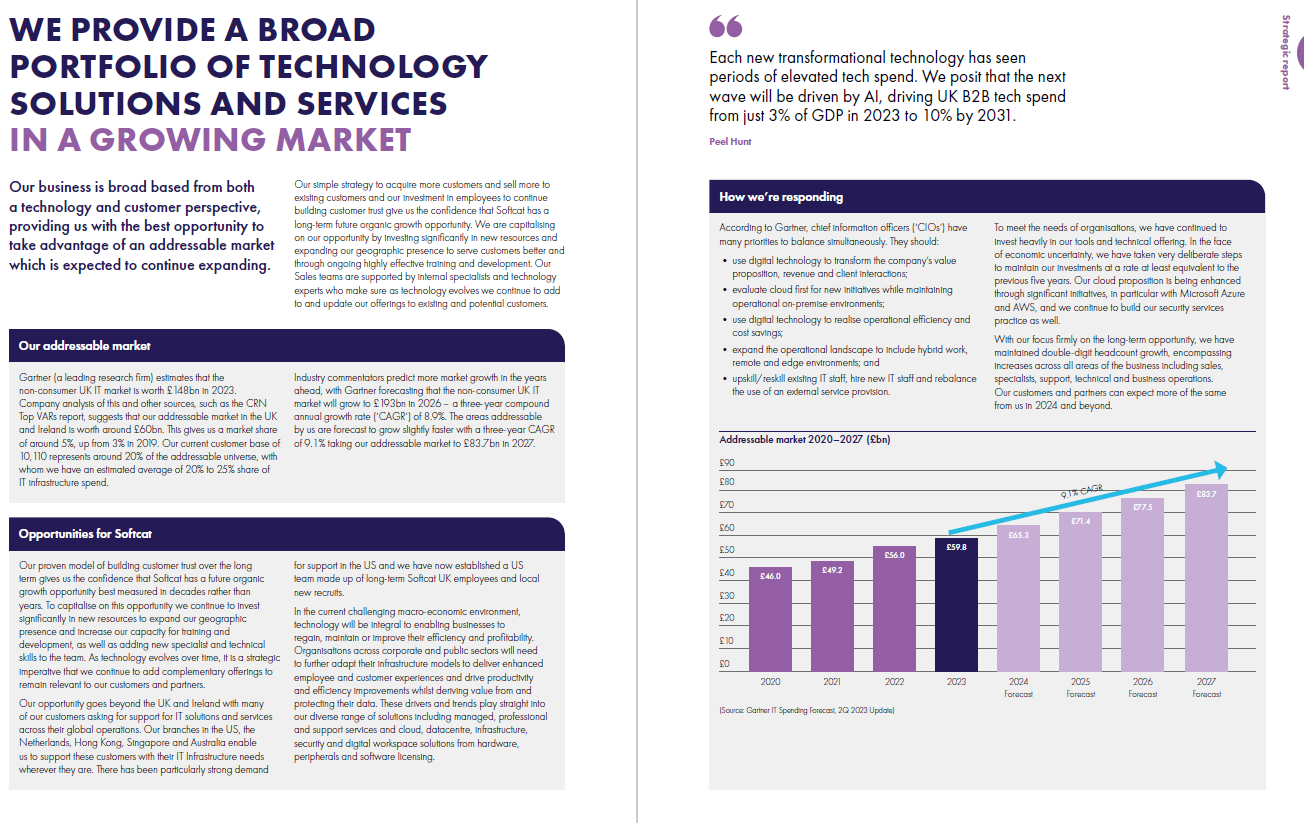 WE PROVIDE A BROAD
PORTFOLIO OF TECHNOLOGY
SOLUTIONS AND SERVICES
IN A GROWING MARKET
Our business is broad based from both
a technology and customer perspective,
providing us with the best opportunity to
take advantage of an addressable market
which is expected to continue expanding.
Our simple strategy to acquire more customers and sell more to
existing customers and our investment in employees to continue
building customer trust give us the confidence that Softcat has a
long-term future organic growth opportunity. We are capitalising
on our opportunity by investing significantly in new resources and
expanding our geographic presence to serve customers better and
through ongoing highly effective training and development. Our
Sales teams are supported by internal specialists and technology
experts who make sure as technology evolves we continue to add
to and update our offerings to existing and potential customers.
Our addressable market
Gartner (a leading research firm) estimates that the
non-consumer UK IT market is worth £148bn in 2023.
Company analysis of this and other sources, such as the CRN
Top VARs report, suggests that our addressable market in the UK
and Ireland is worth around £60bn. This gives us a market share
of around 5%, up from 3% in 2019. Our current customer base of
10,110 represents around 20% of the addressable universe, with
whom we have an estimated average of 20% to 25% share of
IT infrastructure spend.
Industry commentators predict more market growth in the years
ahead, with Gartner forecasting that the non-consumer UK IT
market will grow to £193bn in 2026 – a three-year compound
annual growth rate ('CAGR') of 8.9%. The areas addressable
by us are forecast to grow slightly faster with a three-year CAGR
of 9.1% taking our addressable market to £83.7bn in 2027.
Opportunities for Softcat
Our proven model of building customer trust over the long
term gives us the confidence that Softcat has a future organic
growth opportunity best measured in decades rather than
years. To capitalise on this opportunity we continue to invest
significantly in new resources to expand our geographic
presence and increase our capacity for training and
development, as well as adding new specialist and technical
skills to the team. As technology evolves over time, it is a strategic
imperative that we continue to add complementary offerings to
remain relevant to our customers and partners.
Our opportunity goes beyond the UK and Ireland with many
of our customers asking for support for IT solutions and services
across their global operations. Our branches in the US, the
Netherlands, Hong Kong, Singapore and Australia enable
us to support these customers with their IT Infrastructure needs
wherever they are. There has been particularly strong demand
for support in the US and we have now established a US
team made up of long-term Softcat UK employees and local
new recruits.
In the current challenging macro-economic environment,
technology will be integral to enabling businesses to
regain, maintain or improve their efficiency and profitability.
Organisations across corporate and public sectors will need
to further adapt their infrastructure models to deliver enhanced
employee and customer experiences and drive productivity
and efficiency improvements whilst deriving value from and
protecting their data. These drivers and trends play straight into
our diverse range of solutions including managed, professional
and support services and cloud, datacentre, infrastructure,
security and digital workspace solutions from hardware,
peripherals and software licensing.
Strategic report
Each new transformational technology has seen
periods of elevated tech spend. We posit that the next
wave will be driven by AI, driving UK B2B tech spend
from just 3% of GDP in 2023 to 10% by 2031.
Peel Hunt
How we're responding
According to Gartner, chief information officers ('CIOs') have
many priorities to balance simultaneously. They should:
• use digital technology to transform the company's value
proposition, revenue and client interactions;
• evaluate cloud first for new initiatives while maintaining
operational on-premise environments;
• use digital technology to realise operational efficiency and
cost savings;
• expand the operational landscape to include hybrid work,
remote and edge environments; and
• upskill/reskill existing IT staff, hire new IT staff and rebalance
the use of an external service provision.
To meet the needs of organisations, we have continued to
invest heavily in our tools and technical offering. In the face
of economic uncertainty, we have taken very deliberate steps
to maintain our investments at a rate at least equivalent to the
previous five years. Our cloud proposition is being enhanced
through significant initiatives, in particular with Microsoft Azure
and AWS, and we continue to build our security services
practice as well.
With our focus firmly on the long-term opportunity, we have
maintained double-digit headcount growth, encompassing
increases across all areas of the business including sales,
specialists, support, technical and business operations.
Our customers and partners can expect more of the same
from us in 2024 and beyond.
Addressable market 2020–2027 (£bn)
£90
£80
£70
£60
£50
£40
£30
£20
£10
£0
9.1% CAGR
£46.0
£49.2
£56.0
£59.8
£65.3
£71.4
£77.5
£83.7
2020
2021
2022
2023
2024
Forecast
2025
Forecast
2026
Forecast
2027
Forecast
(Source: Gartner IT Spending Forecast, 2Q 2023 Update)